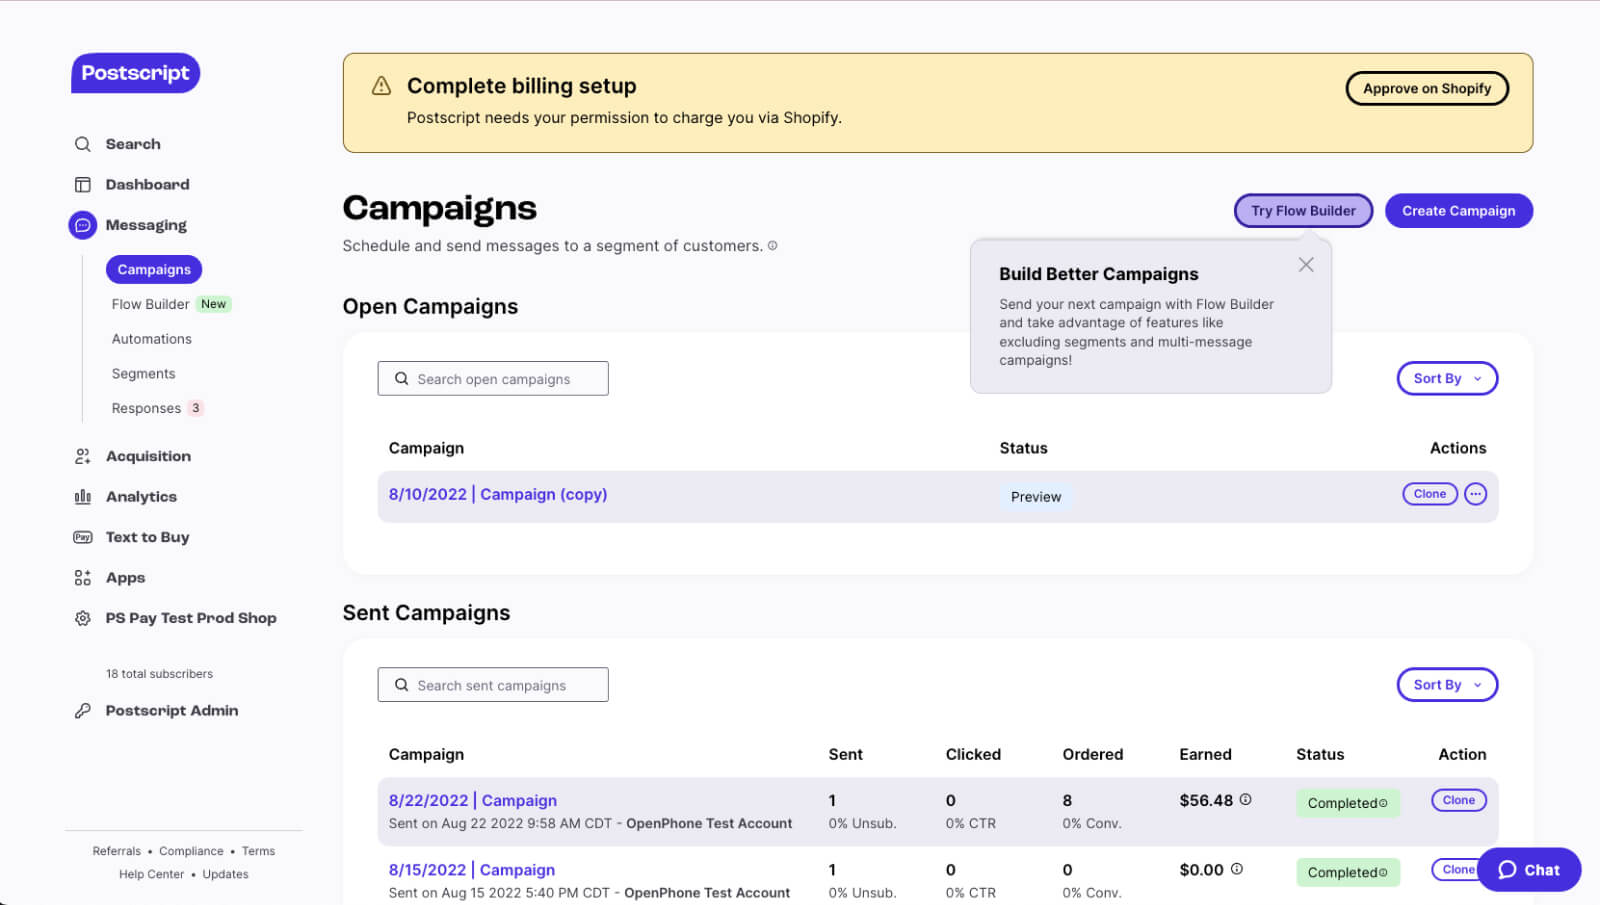 Postscript
Search
Dashboard
Messaging
Campaigns
Flow Builder New
Automations
Segments
Responses 3
Acquisition
Analytics
Pay Text to Buy
Apps
PS Pay Test Prod Shop
18 total subscribers
Postscript Admin
Referrals • Compliance • Terms
Help Center • Updates
Complete billing setup
Postscript needs your permission to charge you via Shopify.
Approve on Shopify
Campaigns
Schedule and send messages to a segment of customers.
Try Flow Builder
Create Campaign
Build Better Campaigns
Send your next campaign with Flow Builder
and take advantage of features like
excluding segments and multi-message
campaigns!
Open Campaigns
Search open campaigns
Sort By
Campaign Status Actions
8/10/2022 | Campaign (copy) Preview Clone
Sent Campaigns
Search sent campaigns
Sort By
Campaign Sent Clicked Ordered Earned Status Action
8/22/2022 | Campaign 1 0 8 $56.48 Completed Clone
Sent on Aug 22 2022 9:58 AM CDT - OpenPhone Test Account 0% Unsub. 0% CTR 0% Conv.
8/15/2022 | Campaign 1 0 0 $0.00 Completed Clone
Sent on Aug 15 2022 5:40 PM CDT - OpenPhone Test Account 0% Unsub. 0% CTR 0% Conv.
Chat